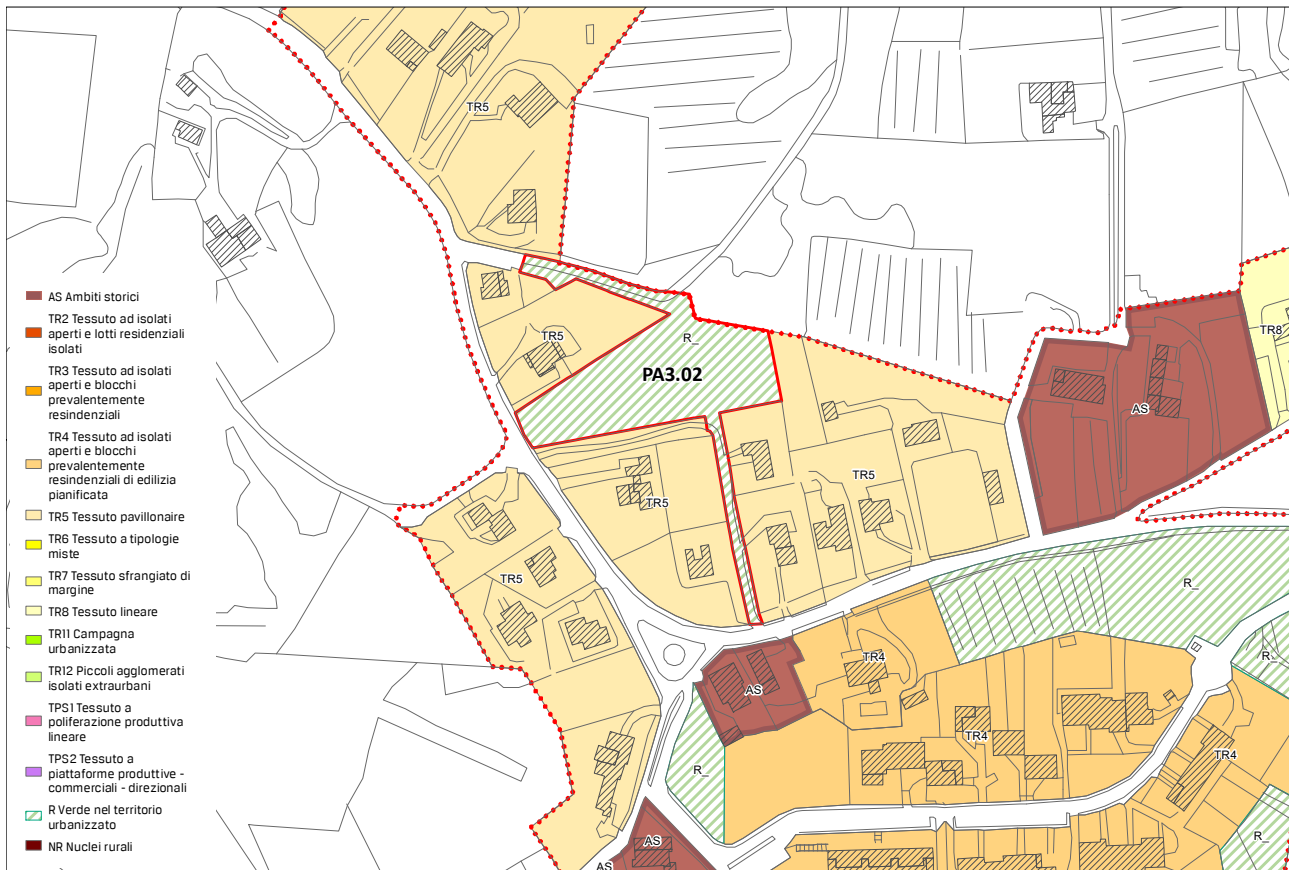 TR5
AS Ambiti storici
TR2 Tessuto ad isolati
aperti e lotti residenziali
isolati
TR3 Tessuto ad isolati
aperti e blocchi
prevalentemente
resindenziali
TR4 Tessuto ad isolati
aperti e blocchi
prevalentemente
resindenziali di edilizia
pianificata
TR5 Tessuto pavillonaire
TR6 Tessuto a tipologie
miste
TR7 Tessuto sfrangiato di
margine
TR8 Tessuto lineare
TR11 Campagna
urbanizzata
TR12 Piccoli agglomerati
isolati extraurbani
TPS1 Tessuto a
poliferazione produttiva
lineare
TPS2 Tessuto a
piattaforme produttive -
commerciali - direzionali
R Verde nel territorio
urbanizzato
NR Nuclei rurali
TR8
TR5
R_
PA3.02
AS
TR5
TR5
TR5
R_
R_
TR4
AS
TR4
TR4
R_
R_
AS
AS